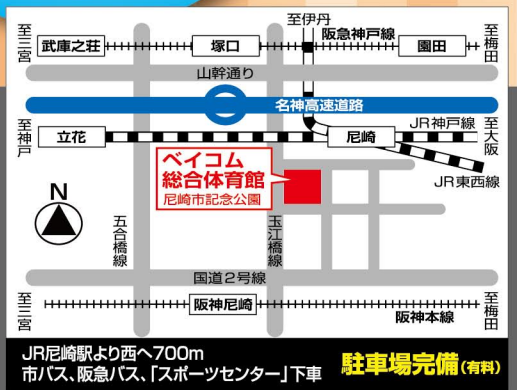 至伊丹
阪急神戸線
至三宮
武庫之荘
塚口
園田
至梅田
山幹通り
名神高速道路
至神戸
立花
尼崎
JR神戸線
至大阪
JR東西線
ベイコム
総合体育館
尼崎市記念公園
N
五合橋線
玉江橋線
国道2号線
至三宮
阪神尼崎
阪神本線
至梅田
JR尼崎駅より西へ700m
市バス、阪急バス、「スポーツセンター」下車
駐車場完備(有料)